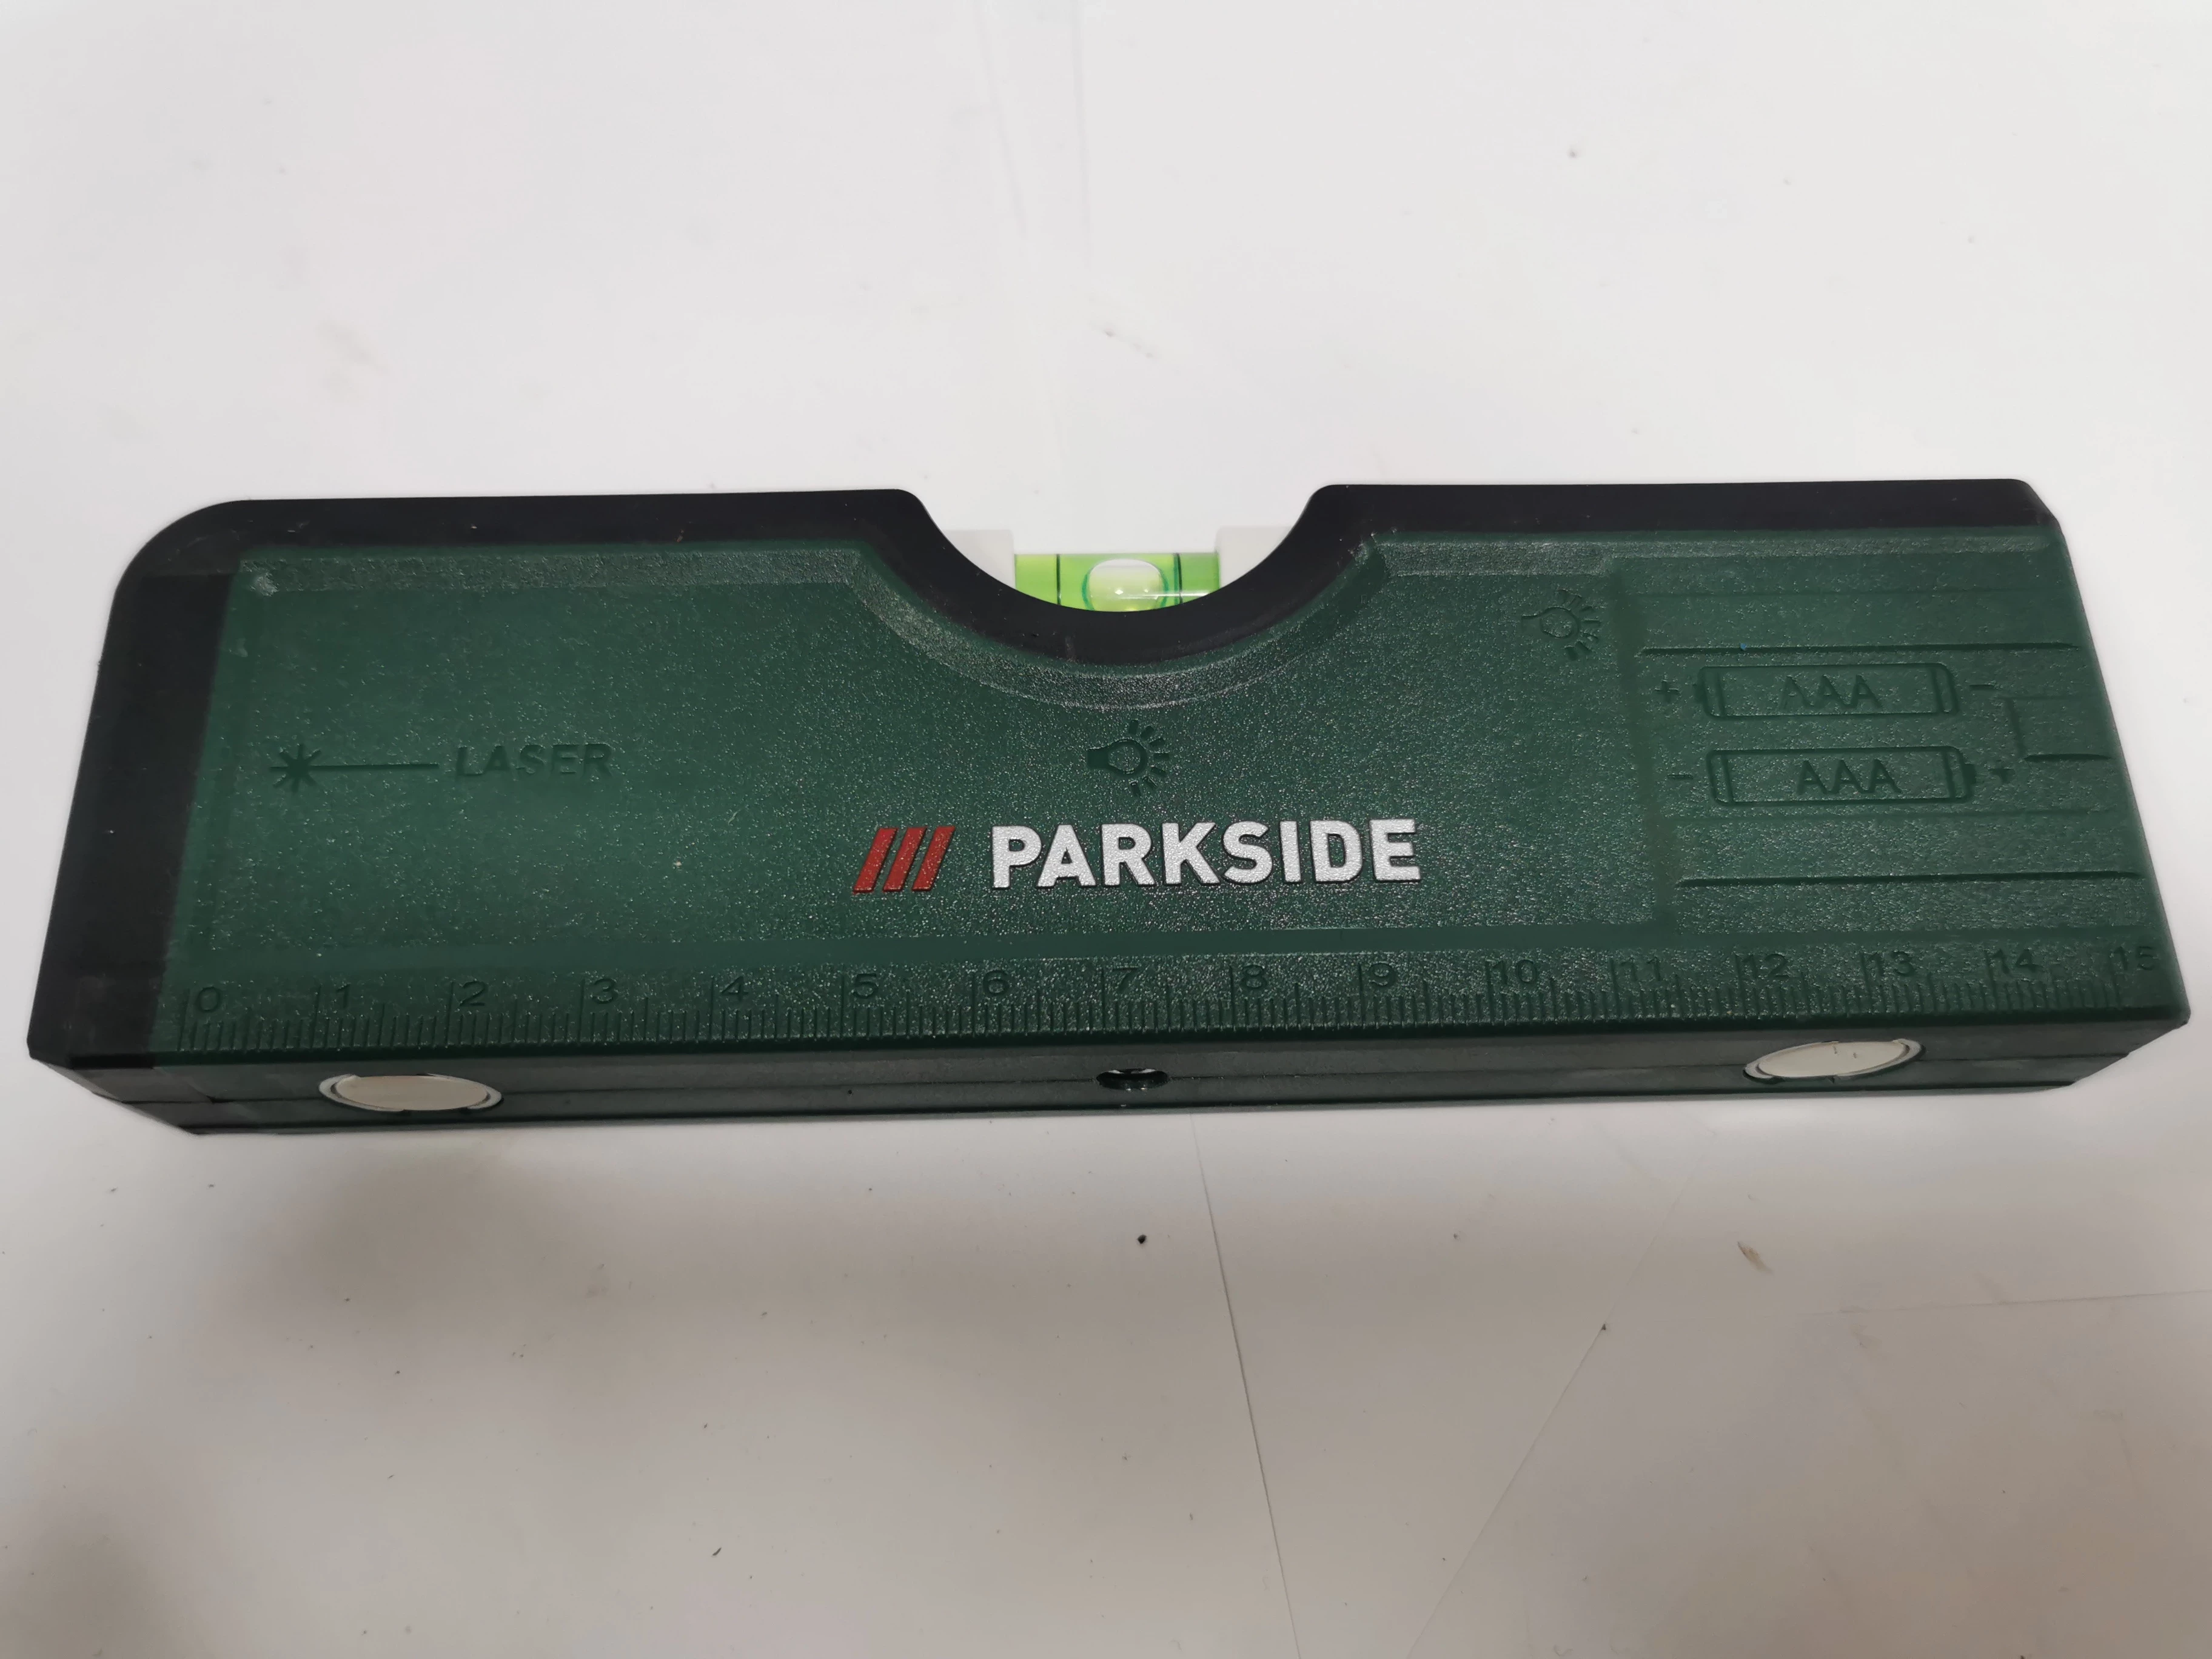 LASER
+ AAA -
- AAA +
PARKSIDE
0 1 2 3 4 5 6 7 8 9 10 11 12 13 14 15